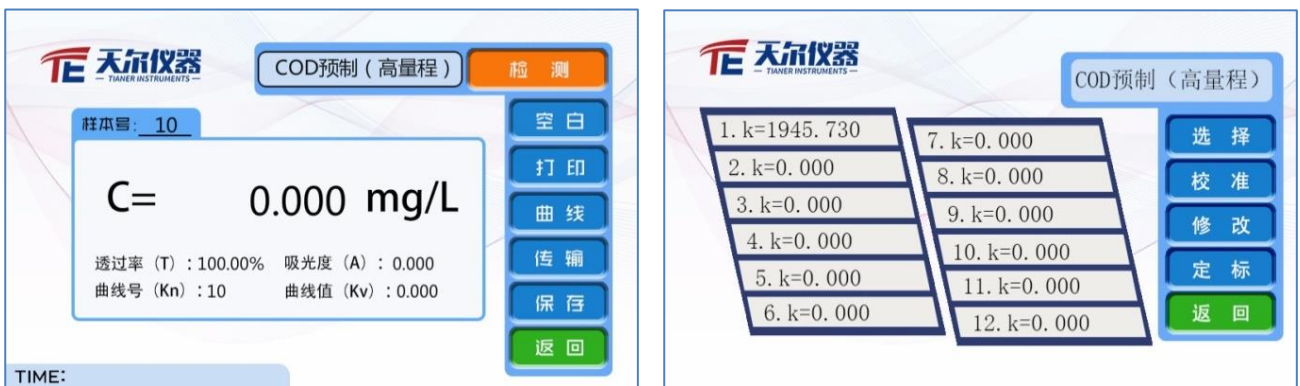 天尔仪器
TIANER INSTRUMENTS
COD预制（高量程）
检 测
样本号: 10
空 白
打 印
曲 线
传 输
保 存
返 回
C= 0.000 mg/L
透过率（T）: 100.00% 吸光度（A）: 0.000
曲线号（Kn）: 10 曲线值（Kv）: 0.000
TIME:
天尔仪器
TIANER INSTRUMENTS
COD预制（高量程）
1. k=1945.730
2. k=0.000
3. k=0.000
4. k=0.000
5. k=0.000
6. k=0.000
7. k=0.000
8. k=0.000
9. k=0.000
10. k=0.000
11. k=0.000
12. k=0.000
选 择
校 准
修 改
定 标
返 回